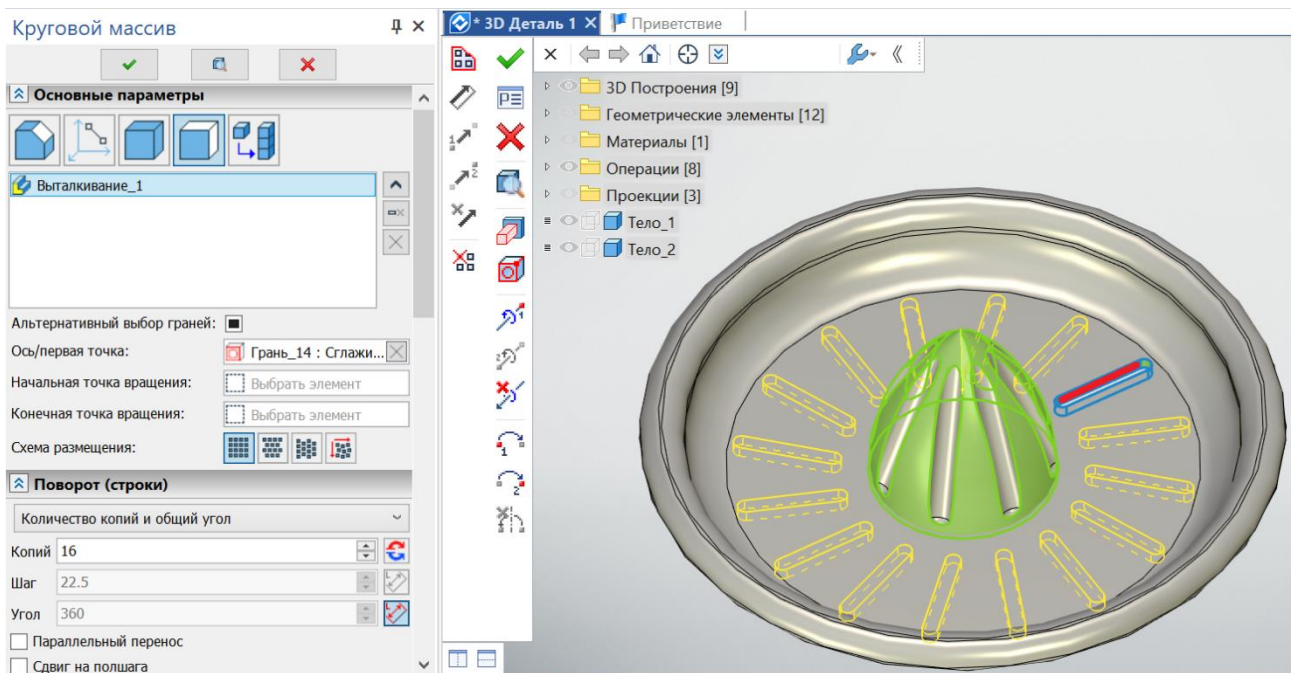 Круговой массив
Основные параметры
Выталкивание_1
Альтернативный выбор граней:
Ось/первая точка: Грань_14 : Сглажи...
Начальная точка вращения: Выбрать элемент
Конечная точка вращения: Выбрать элемент
Схема размещения:
Поворот (строки)
Количество копий и общий угол
Копий 16
Шаг 22.5
Угол 360
Параллельный перенос
Сдвиг на полшага
* 3D Деталь 1 Приветствие
3D Построения [9]
Геометрические элементы [12]
Материалы [1]
Операции [8]
Проекции [3]
Тело_1
Тело_2